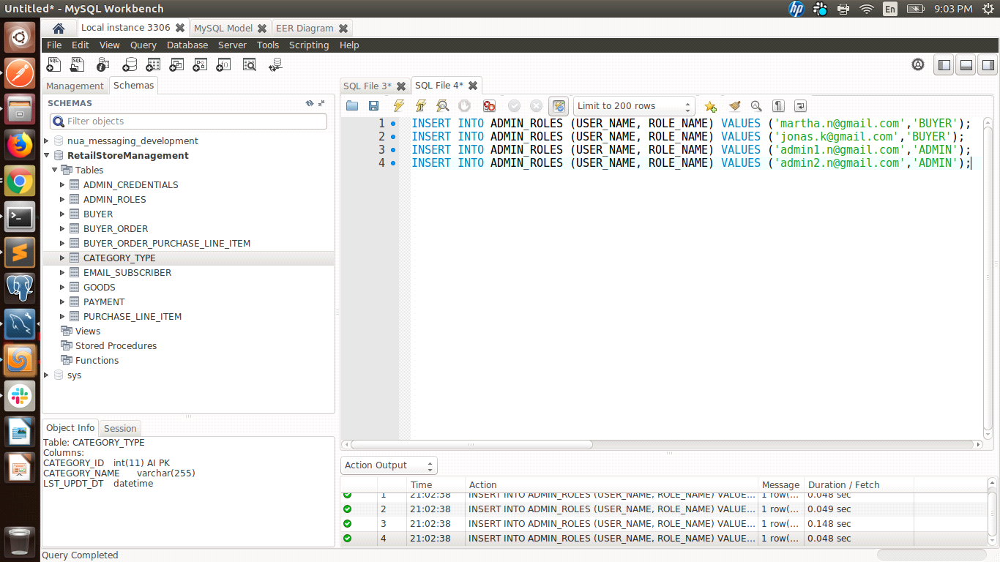 Untitled* - MySQL Workbench
En
9:03 PM
Local instance 3306
MySQL Model
EER Diagram
File Edit View Query Database Server Tools Scripting Help
Management
Schemas
SCHEMAS
Filter objects
nua_messaging_development
RetailStoreManagement
Tables
ADMIN_CREDENTIALS
ADMIN_ROLES
BUYER
BUYER_ORDER
BUYER_ORDER_PURCHASE_LINE_ITEM
CATEGORY_TYPE
EMAIL_SUBSCRIBER
GOODS
PAYMENT
PURCHASE_LINE_ITEM
Views
Stored Procedures
Functions
sys
Object Info
Session
Table: CATEGORY_TYPE
Columns:
CATEGORY_ID int(11) AI PK
CATEGORY_NAME varchar(255)
LST_UPDT_DT datetime
SQL File 3*
SQL File 4*
Limit to 200 rows
1 INSERT INTO ADMIN_ROLES (USER_NAME, ROLE_NAME) VALUES ('martha.n@gmail.com','BUYER');
2 INSERT INTO ADMIN_ROLES (USER_NAME, ROLE_NAME) VALUES ('jonas.k@gmail.com','BUYER');
3 INSERT INTO ADMIN_ROLES (USER_NAME, ROLE_NAME) VALUES ('admin1.n@gmail.com','ADMIN');
4 INSERT INTO ADMIN_ROLES (USER_NAME, ROLE_NAME) VALUES ('admin2.n@gmail.com','ADMIN');
Action Output
Time Action Message Duration / Fetch
1 21:02:38 INSERT INTO ADMIN_ROLES (USER_NAME, ROLE_NAME) VALUE... 1 row(... 0.048 sec
2 21:02:38 INSERT INTO ADMIN_ROLES (USER_NAME, ROLE_NAME) VALUE... 1 row(... 0.049 sec
3 21:02:38 INSERT INTO ADMIN_ROLES (USER_NAME, ROLE_NAME) VALUE... 1 row(... 0.148 sec
4 21:02:38 INSERT INTO ADMIN_ROLES (USER_NAME, ROLE_NAME) VALUE... 1 row(... 0.048 sec
Query Completed